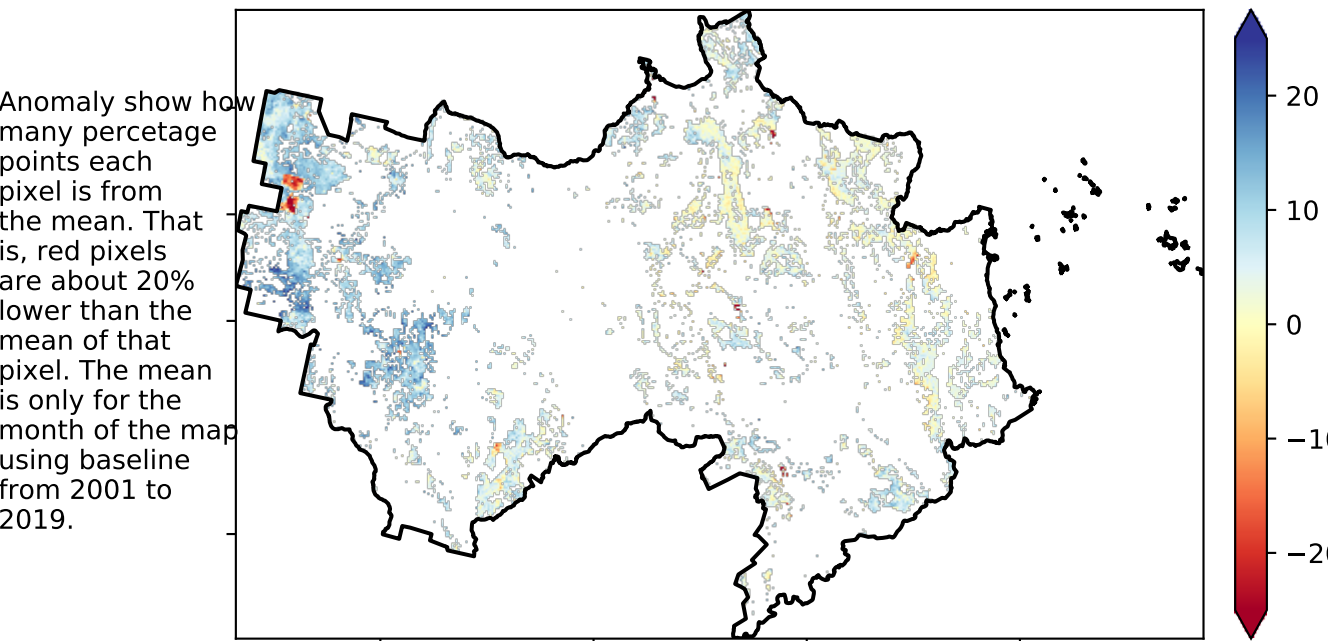 Anomaly show how
many percetage
points each
pixel is from
the mean. That
is, red pixels
are about 20%
lower than the
mean of that
pixel. The mean
is only for the
month of the map
using baseline
from 2001 to
2019.
20
10
0
−10
−20